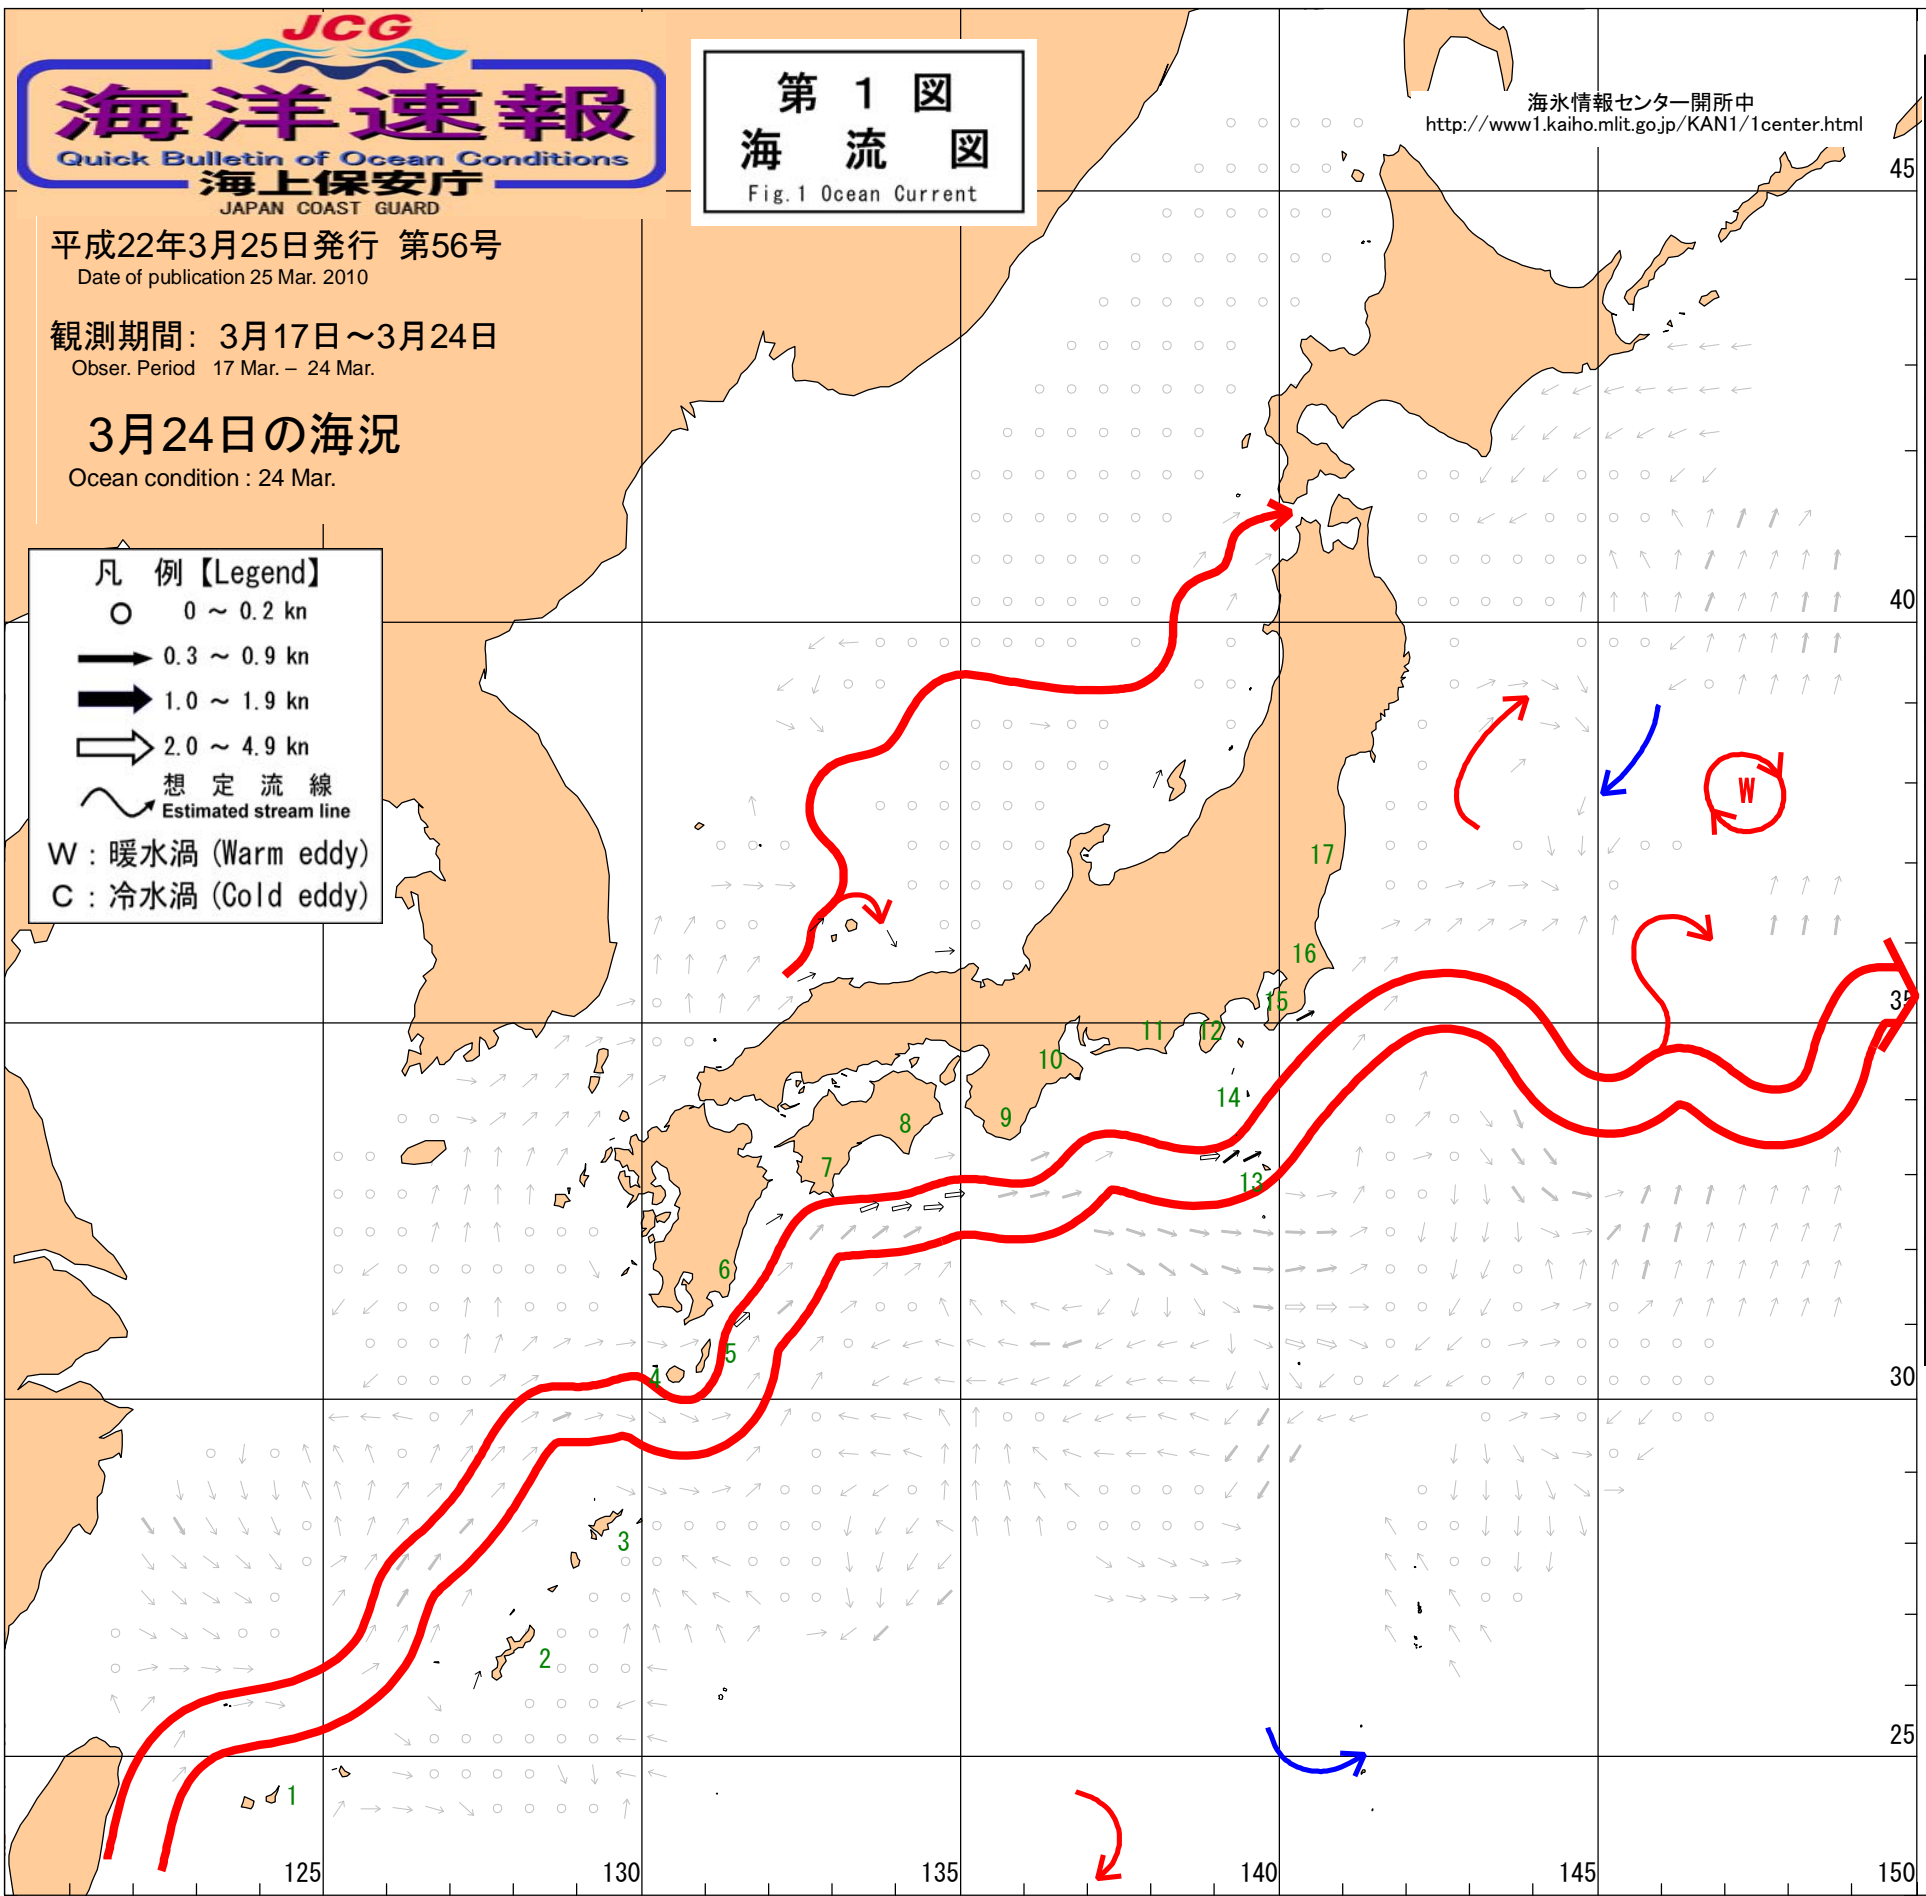 JCG
海洋速報
Quick Bulletin of Ocean Conditions
海上保安庁
JAPAN COAST GUARD
第 1 図
海 流 図
Fig.1 Ocean Current
海氷情報センター開所中
http://www1.kaiho.mlit.go.jp/KAN1/1center.html
平成22年3月25日発行 第56号
Date of publication 25 Mar. 2010
観測期間: 3月17日～3月24日
Obser. Period 17 Mar. – 24 Mar.
3月24日の海況
Ocean condition : 24 Mar.
凡 例【Legend】
0 ～ 0.2 kn
0.3 ～ 0.9 kn
1.0 ～ 1.9 kn
2.0 ～ 4.9 kn
想 定 流 線
Estimated stream line
W : 暖水渦 (Warm eddy)
C : 冷水渦 (Cold eddy)
45
40
W
17
16
35
15
12
11
10
14
9
8
7
13
6
5
4
30
3
2
25
1
125
130
135
140
145
150